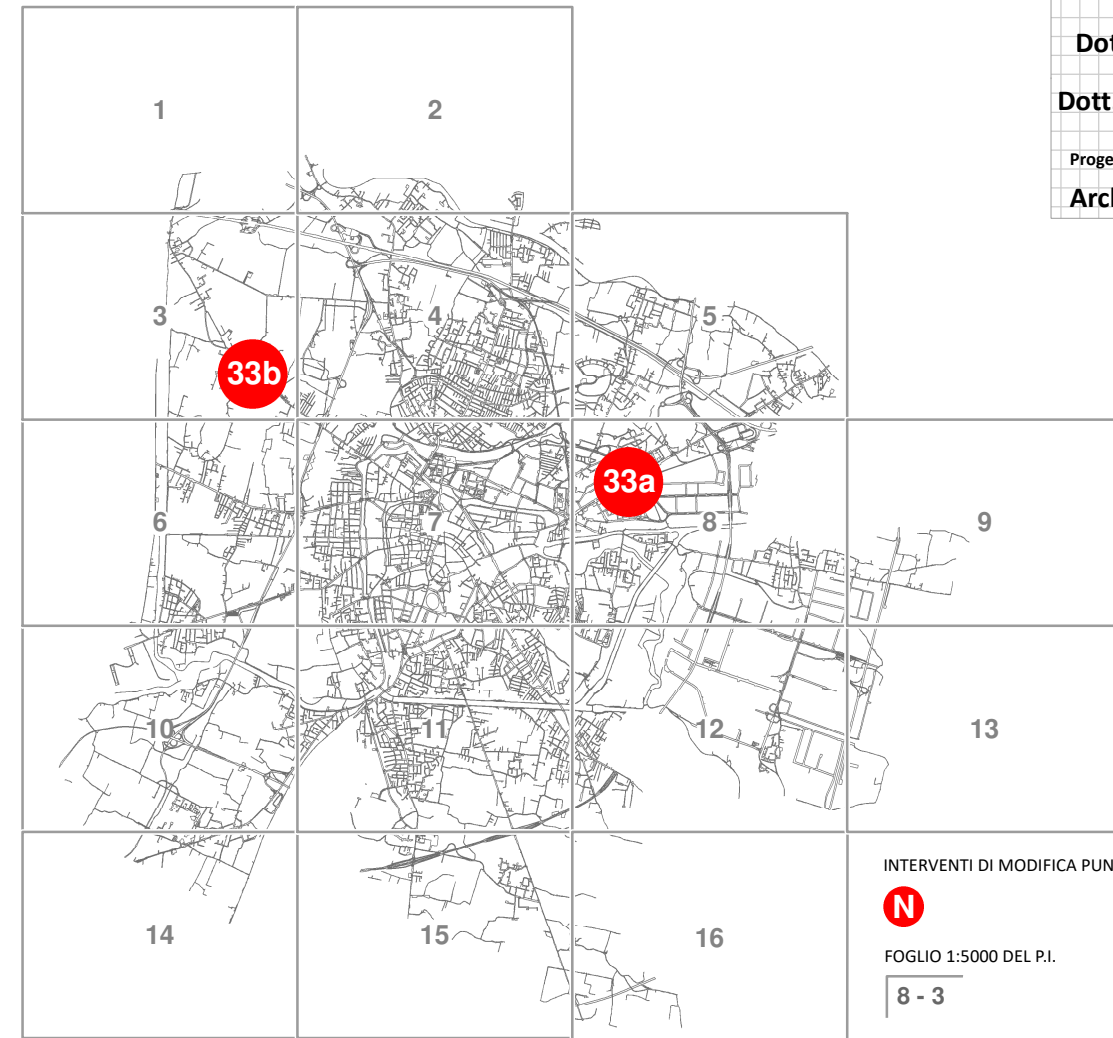 Dot
Dott
Proge
Arch
1
2
3
4
5
33b
33a
6
7
8
9
10
11
12
13
14
15
16
INTERVENTI DI MODIFICA PUN
N
FOGLIO 1:5000 DEL P.I.
8 - 3